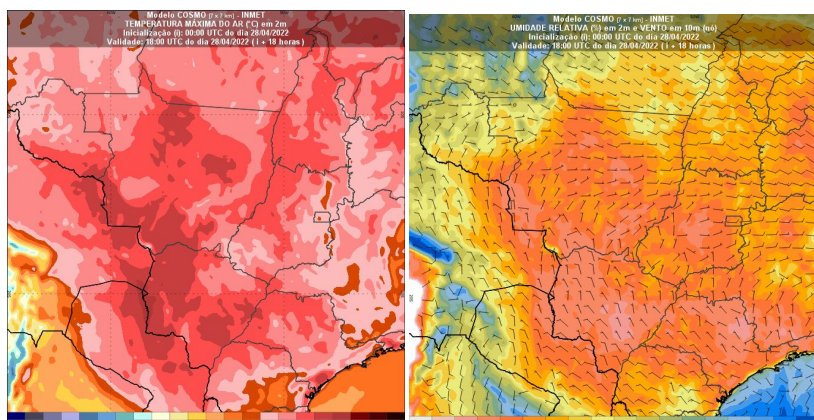 Modelo COSMO (7 x 7 km) - INMET
TEMPERATURA MÁXIMA DO AR (°C) em 2m
Inicialização (i): 00:00 UTC do dia 28/04/2022
Validade: 18:00 UTC do dia 28/04/2022 ( i + 18 horas )
Modelo COSMO (7 x 7 km) - INMET
UMIDADE RELATIVA (%) em 2m e VENTO em 10m (nó)
Inicialização (i): 00:00 UTC do dia 28/04/2022
Validade: 18:00 UTC do dia 28/04/2022 ( i + 18 horas )